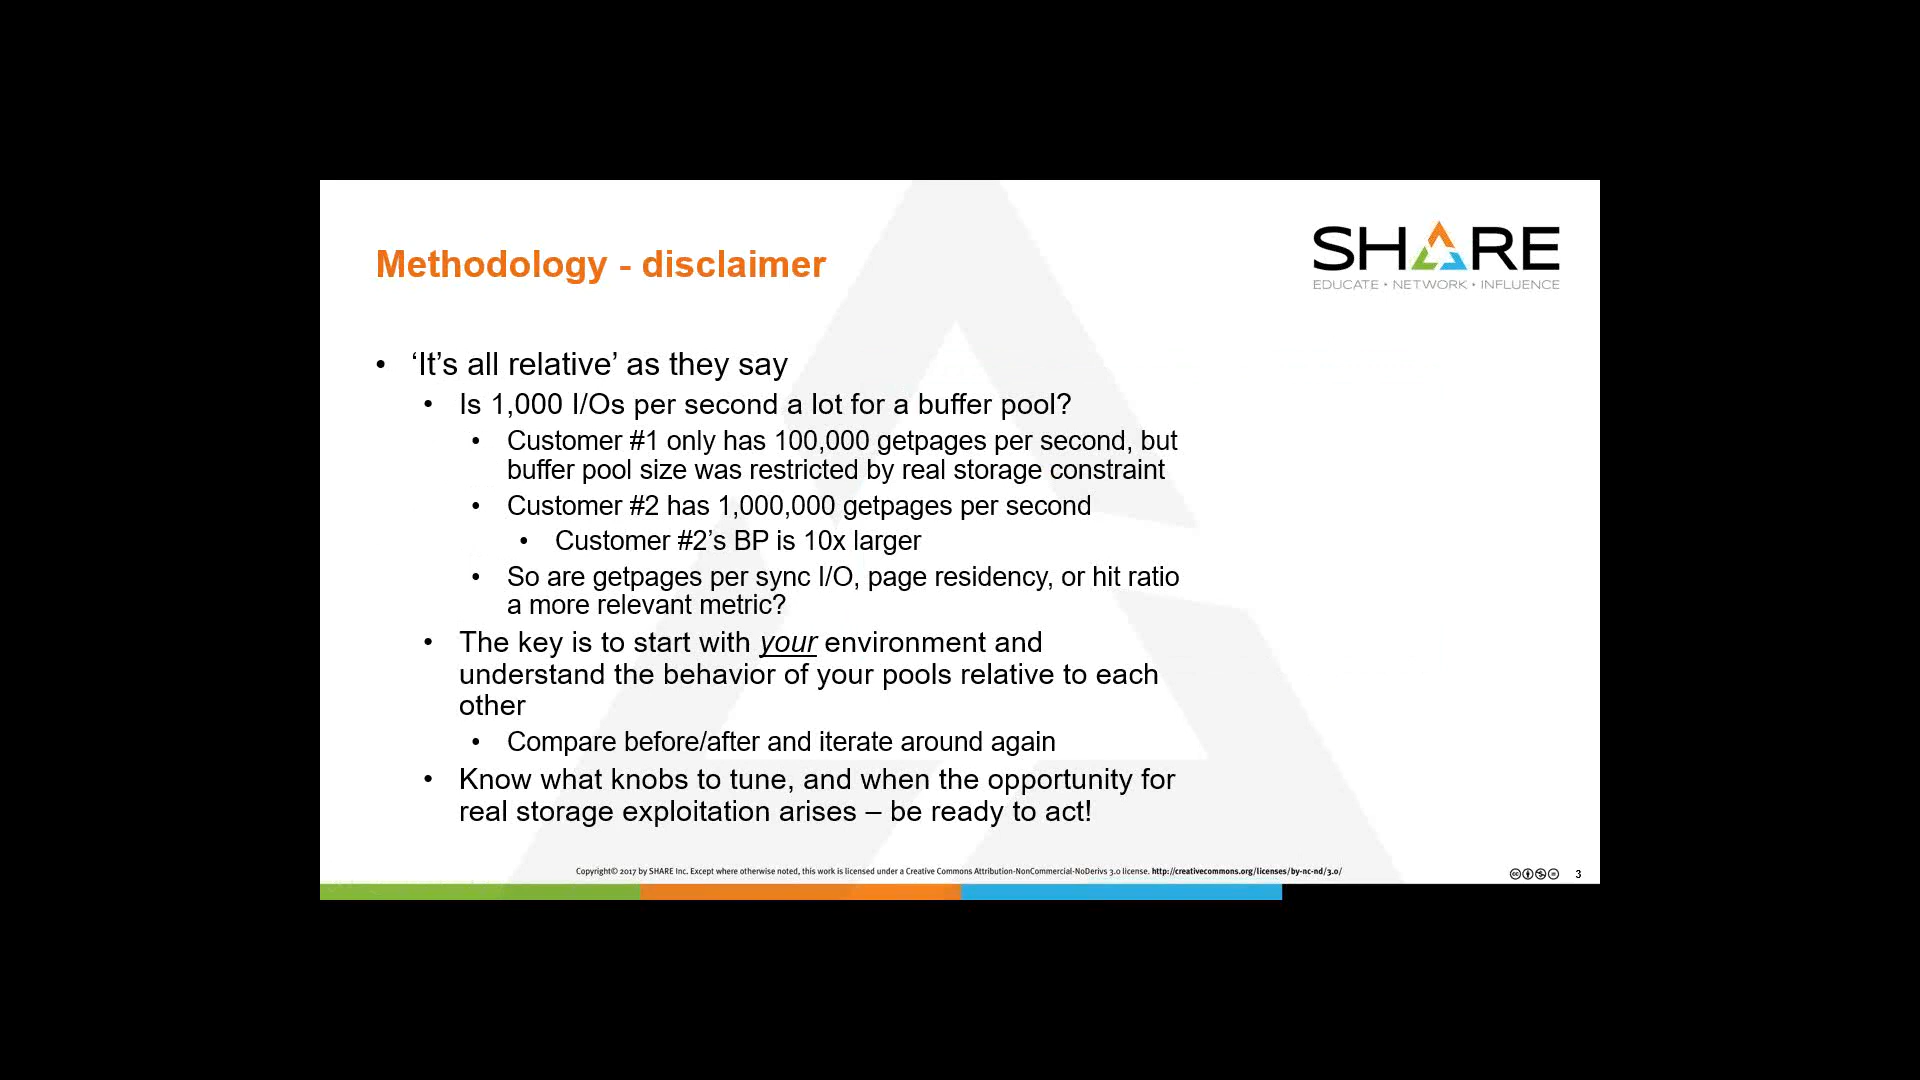 SHARE
EDUCATE • NETWORK • INFLUENCE
Methodology - disclaimer
• ‘It’s all relative’ as they say
• Is 1,000 I/Os per second a lot for a buffer pool?
• Customer #1 only has 100,000 getpages per second, but
buffer pool size was restricted by real storage constraint
• Customer #2 has 1,000,000 getpages per second
• Customer #2’s BP is 10x larger
• So are getpages per sync I/O, page residency, or hit ratio
a more relevant metric?
• The key is to start with your environment and
understand the behavior of your pools relative to each
other
• Compare before/after and iterate around again
• Know what knobs to tune, and when the opportunity for
real storage exploitation arises – be ready to act!
Copyright© 2017 by SHARE Inc. Except where otherwise noted, this work is licensed under a Creative Commons Attribution-NonCommercial-NoDerivs 3.0 license. http://creativecommons.org/licenses/by-nc-nd/3.0/
3